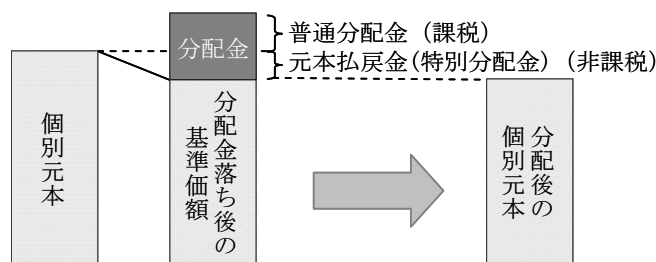 分配金
普通分配金（課税）
元本払戻金(特別分配金)（非課税）
個別元本
分配金落ち後の
基準価額
分配後の
個別元本